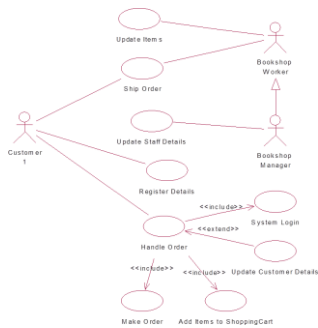 Update Items
Bookshop
Worker
Ship Order
Customer
1
Update Staff Details
Bookshop
Manager
Register Details
<<include>>
System Login
<<extend>>
Handle Order
Update Customer Details
<<include>>
<<include>>
Make Order
Add Items to ShoppingCart